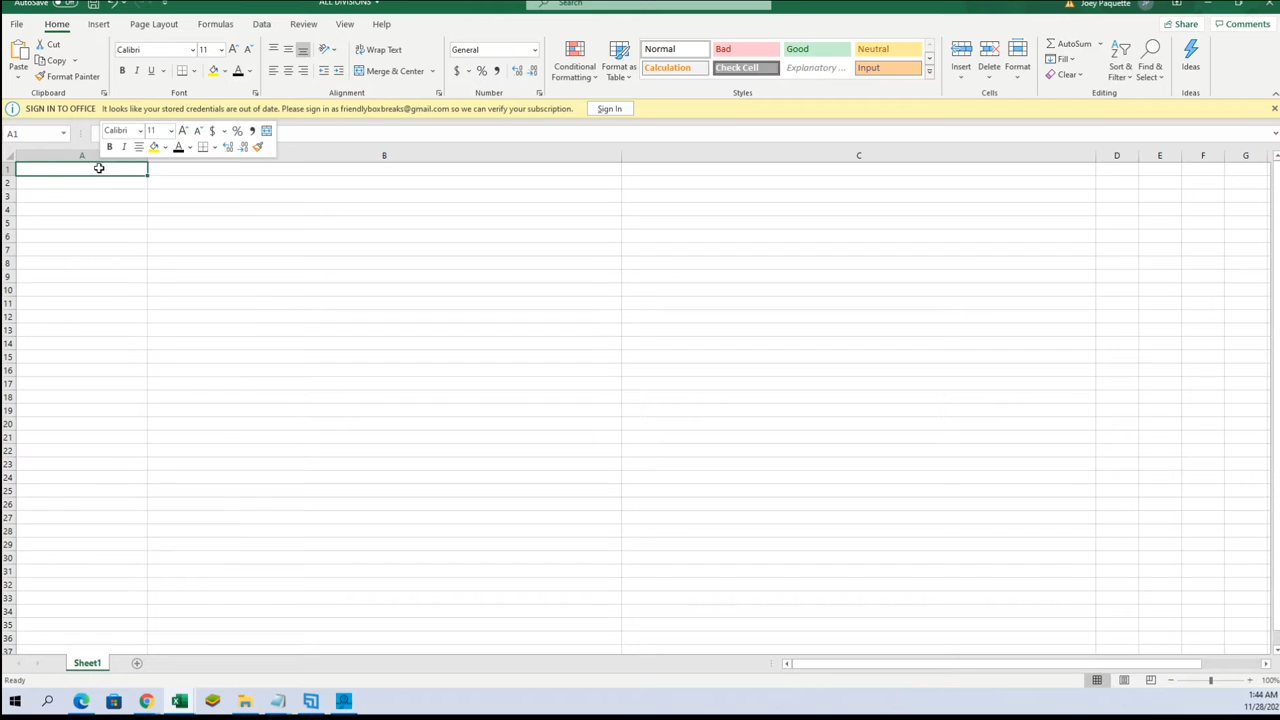 AutoSave Off ALL DIVISIONS Search Joey Paquette JP
File Home Insert Page Layout Formulas Data Review View Help Share Comments
Paste Cut Copy Format Painter Clipboard
Calibri 11 B I U Font
Wrap Text Merge & Center Alignment
General $ % Number
Conditional Formatting Format as Table
Normal Bad Good Neutral
Calculation Check Cell Explanatory ... Input
Styles
Insert Delete Format Cells
AutoSum Fill Clear Sort & Filter Find & Select Editing
Ideas Ideas
SIGN IN TO OFFICE It looks like your stored credentials are out of date. Please sign in as friendlyboxbreaks@gmail.com so we can verify your subscription. Sign In
A1
Calibri 11 A A $ % ,
B I A
A B C D E F G
1
2
3
4
5
6
7
8
9
10
11
12
13
14
15
16
17
18
19
20
21
22
23
24
25
26
27
28
29
30
31
32
33
34
35
36
37
Sheet1
Ready 100%
1:44 AM
11/28/202